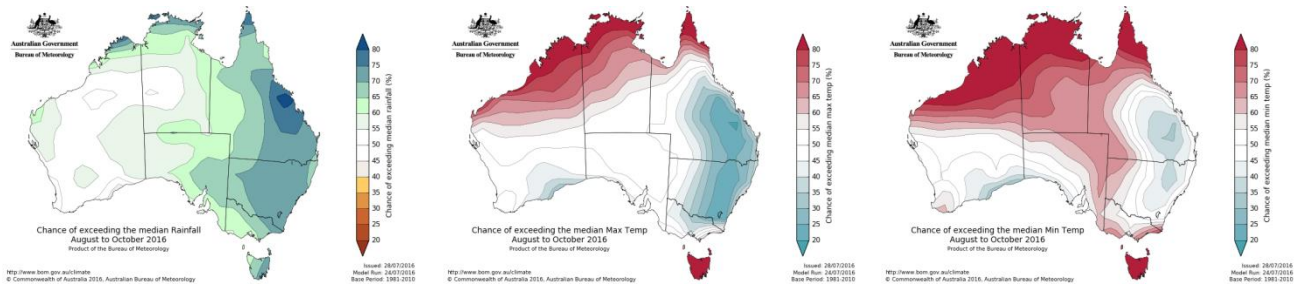 Australian Government
Bureau of Meteorology
80
75
70
65
60
55
50
45
40
35
30
25
20
Chance of exceeding median rainfall (%)
Chance of exceeding the median Rainfall
August to October 2016
Product of the Bureau of Meteorology
http://www.bom.gov.au/climate
© Commonwealth of Australia 2016, Australian Bureau of Meteorology
Issued: 28/07/2016
Model Run: 24/07/2016
Base Period: 1981-2010
Australian Government
Bureau of Meteorology
80
75
70
65
60
55
50
45
40
35
30
25
20
Chance of exceeding median max temp (%)
Chance of exceeding the median Max Temp
August to October 2016
Product of the Bureau of Meteorology
http://www.bom.gov.au/climate
© Commonwealth of Australia 2016, Australian Bureau of Meteorology
Issued: 28/07/2016
Model Run: 24/07/2016
Base Period: 1981-2010
Australian Government
Bureau of Meteorology
80
75
70
65
60
55
50
45
40
35
30
25
20
Chance of exceeding median min temp (%)
Chance of exceeding the median Min Temp
August to October 2016
Product of the Bureau of Meteorology
http://www.bom.gov.au/climate
© Commonwealth of Australia 2016, Australian Bureau of Meteorology
Issued: 28/07/2016
Model Run: 24/07/2016
Base Period: 1981-2010